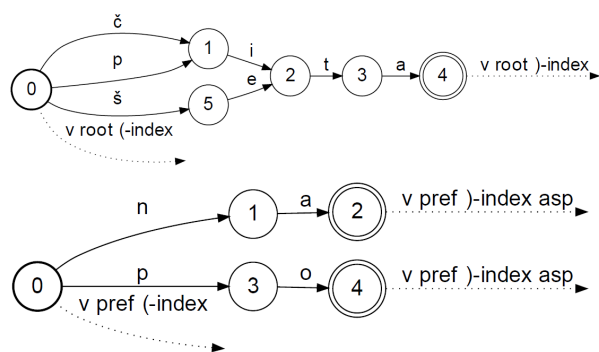 č
p
š
0
1
5
i
e
2
t
3
a
4
v root )-index
v root (-index
n
p
0
v pref (-index
1
a
2
v pref )-index asp
3
o
4
v pref )-index asp